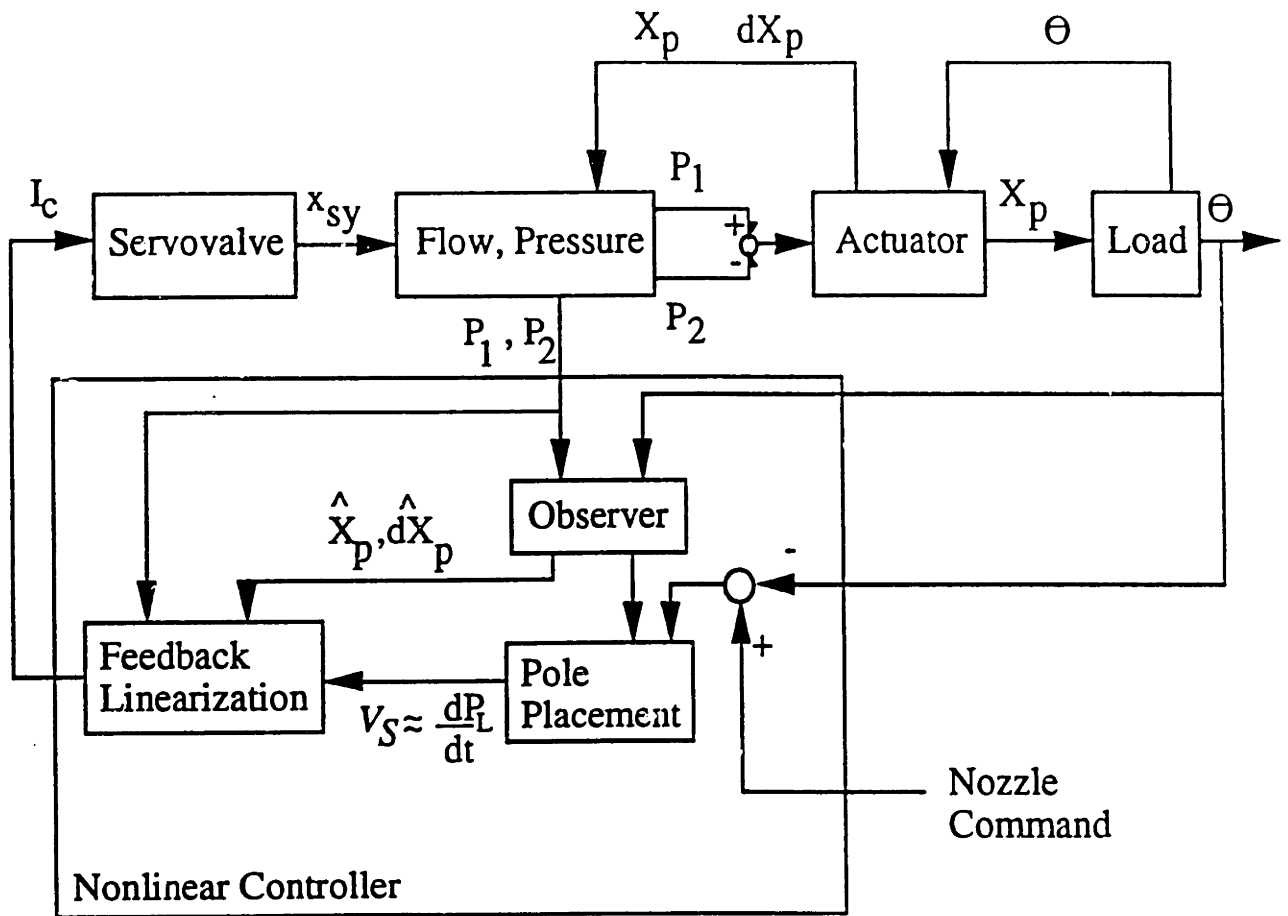 X_p dX_p
Θ
I_c
Servovalve
x_sy
Flow, Pressure
P_1
+
-
P_2
Actuator
X_p
Load
Θ
P_1 , P_2
Observer
X̂_p, dX̂_p
-
+
Feedback
Linearization
V_S ≈ dP_L/dt
Pole
Placement
Nozzle
Command
Nonlinear Controller